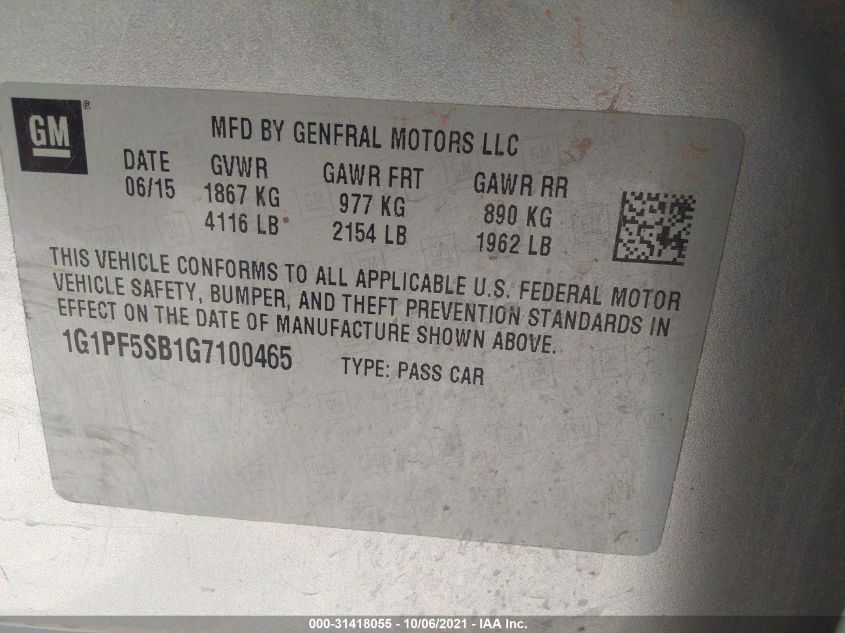 GM®
MFD BY GENFRAL MOTORS LLC
DATE GVWR GAWR FRT GAWR RR
06/15 1867 KG 977 KG 890 KG
4116 LB 2154 LB 1962 LB
THIS VEHICLE CONFORMS TO ALL APPLICABLE U.S. FEDERAL MOTOR
VEHICLE SAFETY, BUMPER, AND THEFT PREVENTION STANDARDS IN
EFFECT ON THE DATE OF MANUFACTURE SHOWN ABOVE.
1G1PF5SB1G7100465 TYPE: PASS CAR
000-31418055 - 10/06/2021 - IAA Inc.